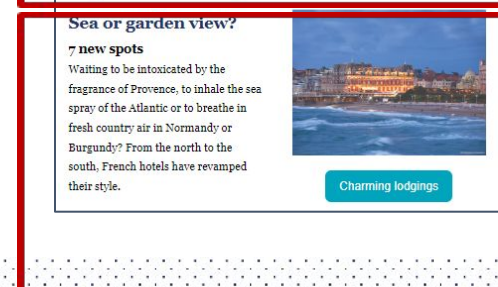 Sea or garden view?
7 new spots
Waiting to be intoxicated by the
fragrance of Provence, to inhale the sea
spray of the Atlantic or to breathe in
fresh country air in Normandy or
Burgundy? From the north to the
south, French hotels have revamped
their style.
Charming lodgings